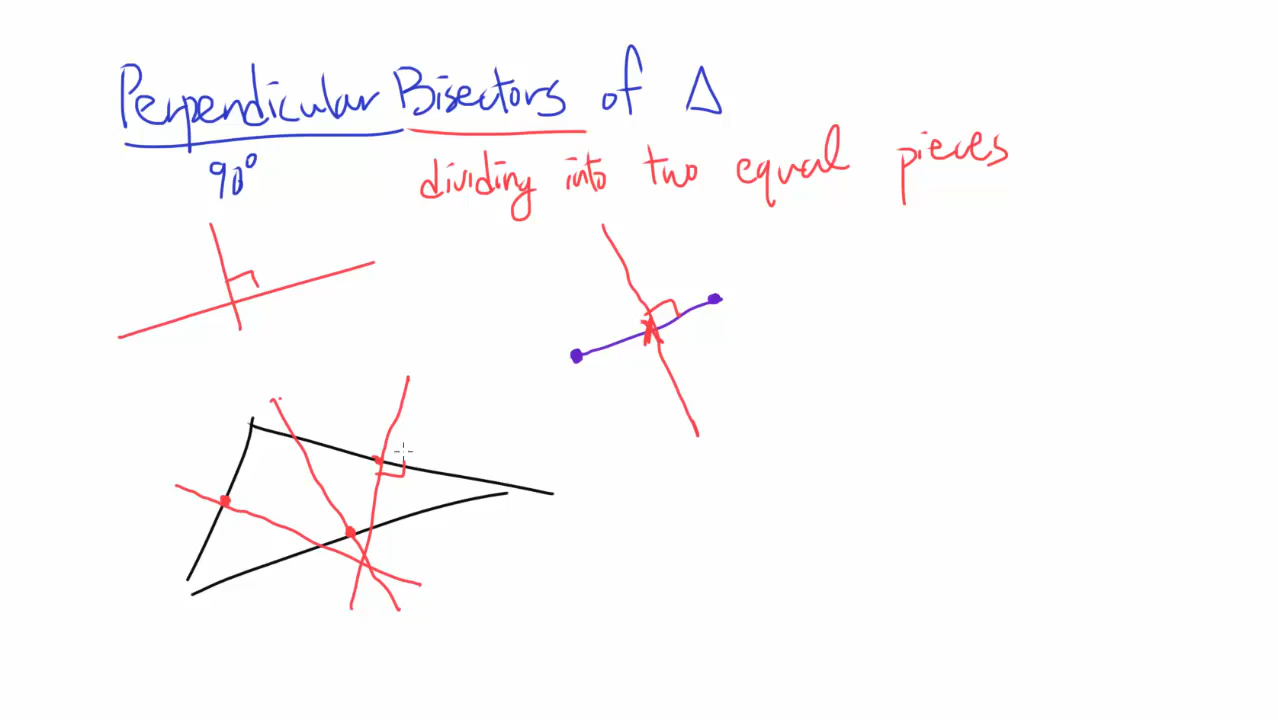 Perpendicular Bisectors of Δ
90° dividing into two equal pieces